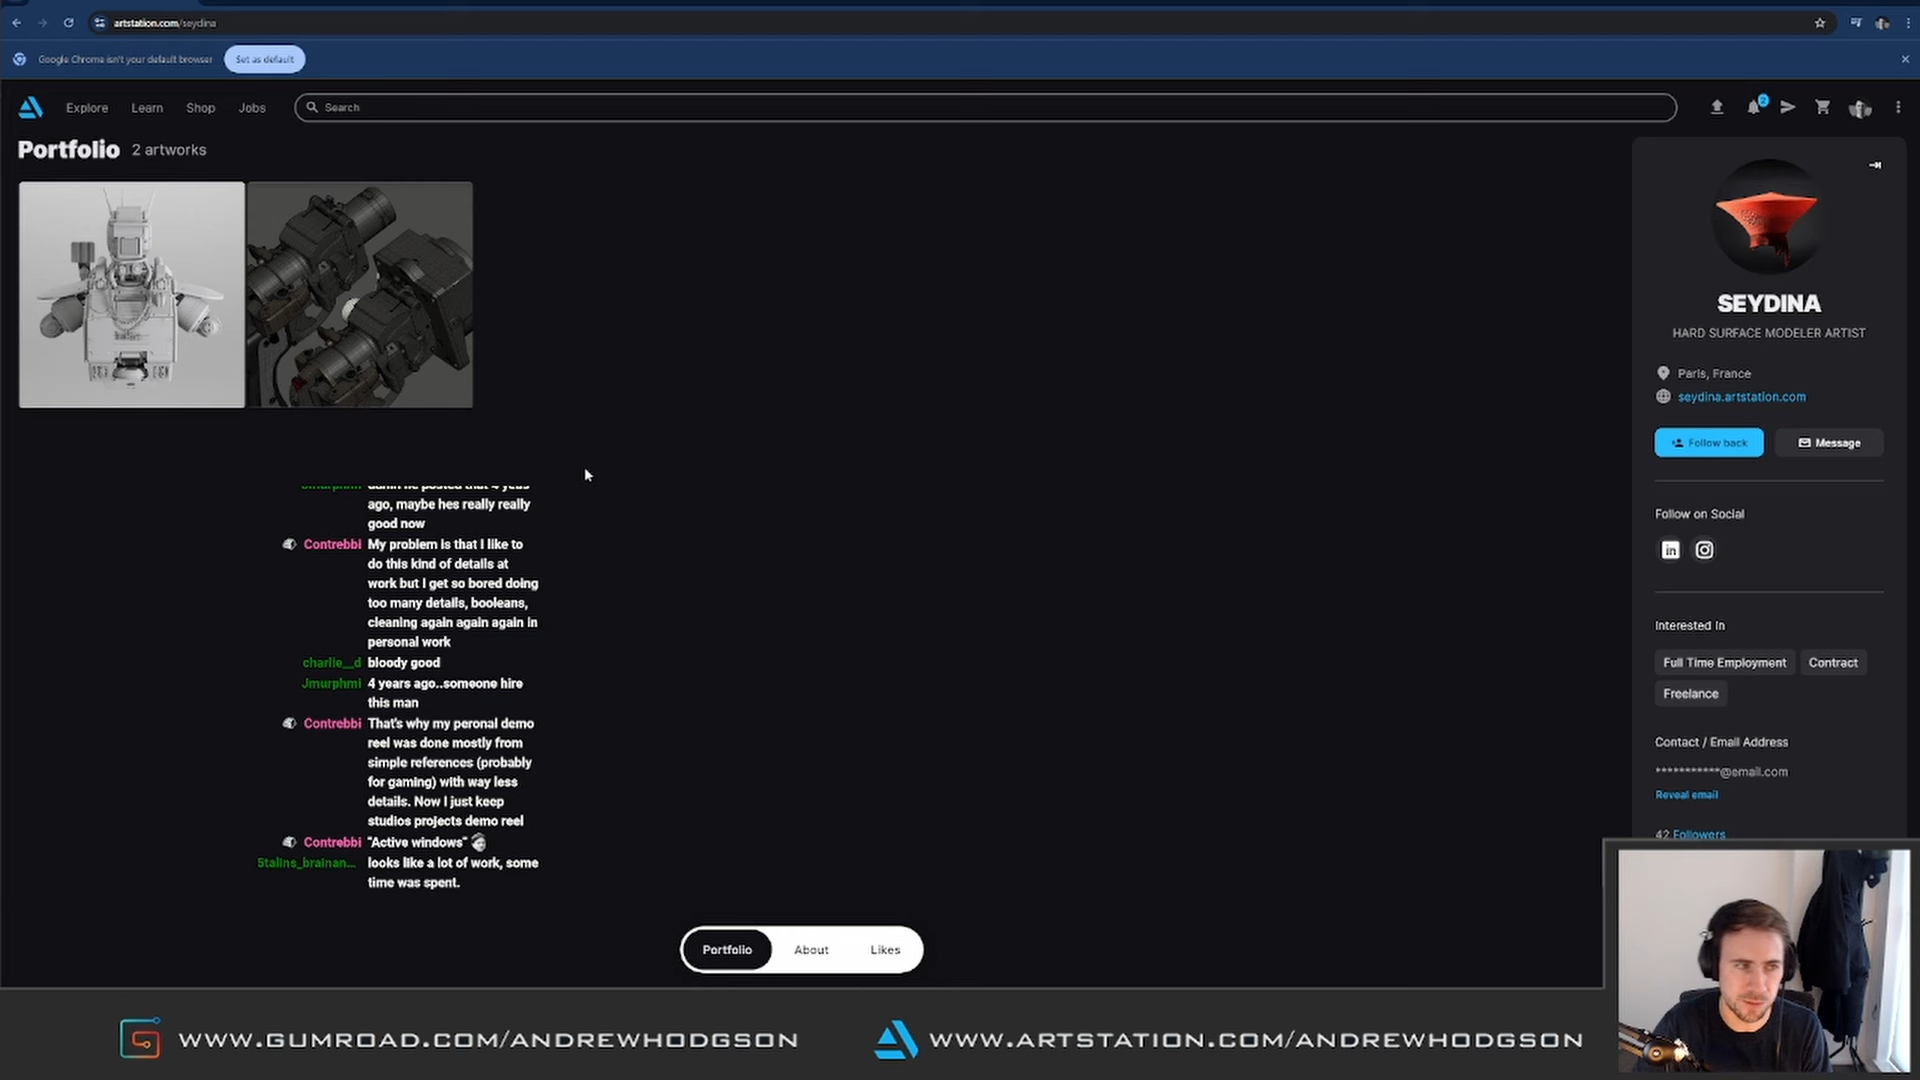 artstation.com/seydina
Google Chrome isn't your default browser
Set as default
Explore
Learn
Shop
Jobs
Search
2
Portfolio 2 artworks
SEYDINA
HARD SURFACE MODELER ARTIST
Paris, France
seydina.artstation.com
Follow back
Message
Follow on Social
Interested In
Full Time Employment
Contract
Freelance
Contact / Email Address
***********@email.com
Reveal email
42 Followers
ago, maybe hes really really
good now
Contrebbi My problem is that I like to
do this kind of details at
work but I get so bored doing
too many details, booleans,
cleaning again again again in
personal work
charlie__d bloody good
Jmurphmi 4 years ago..someone hire
this man
Contrebbi That's why my peronal demo
reel was done mostly from
simple references (probably
for gaming) with way less
details. Now I just keep
studios projects demo reel
Contrebbi "Active windows"
5talins_brainan... looks like a lot of work, some
time was spent.
Portfolio
About
Likes
WWW.GUMROAD.COM/ANDREWHODGSON
WWW.ARTSTATION.COM/ANDREWHODGSON